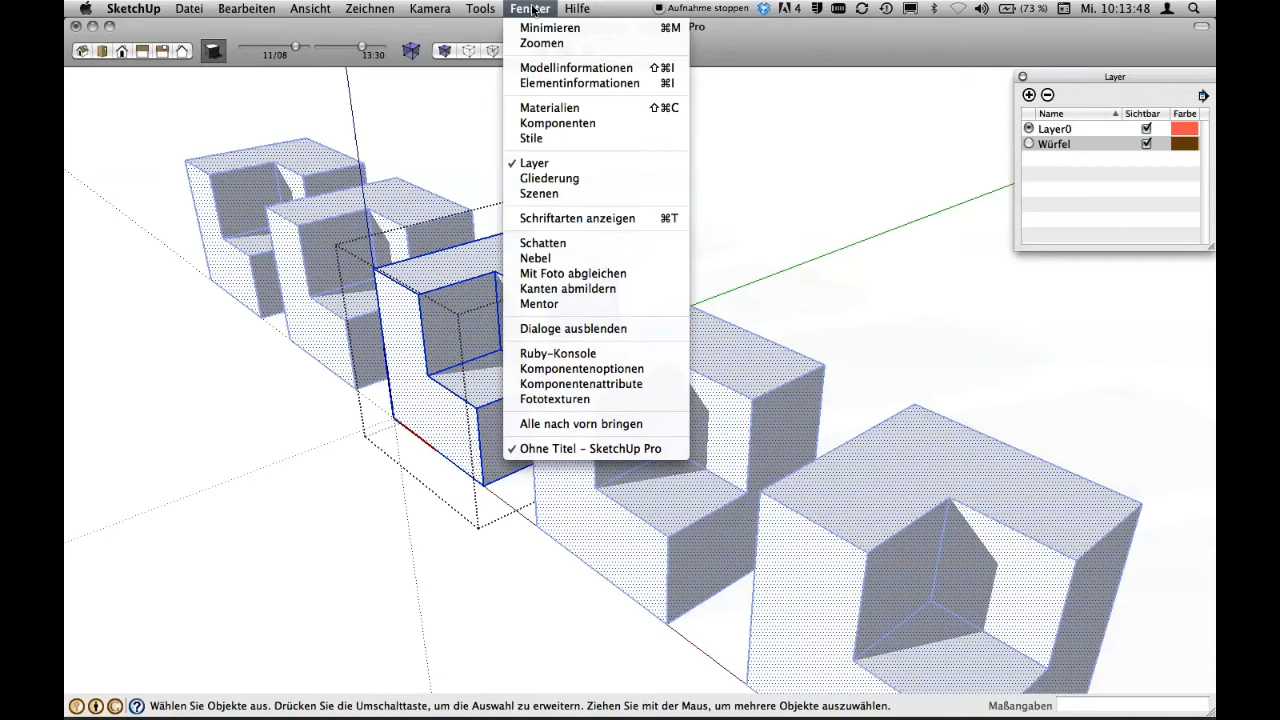 SketchUp Datei Bearbeiten Ansicht Zeichnen Kamera Tools Fenster Hilfe Aufnahme stoppen 4 (73 %) Mi. 10:13:48
Pro
11/08 13:30
Minimieren ⌘M
Zoomen
Modellinformationen ⇧⌘I
Elementinformationen ⌘I
Materialien ⇧⌘C
Komponenten
Stile
✓ Layer
Gliederung
Szenen
Schriftarten anzeigen ⌘T
Schatten
Nebel
Mit Foto abgleichen
Kanten abmildern
Mentor
Dialoge ausblenden
Ruby-Konsole
Komponentenoptionen
Komponentenattribute
Fototexturen
Alle nach vorn bringen
✓ Ohne Titel – SketchUp Pro
Layer
Name Sichtbar Farbe
Layer0
Würfel
Wählen Sie Objekte aus. Drücken Sie die Umschalttaste, um die Auswahl zu erweitern. Ziehen Sie mit der Maus, um mehrere Objekte auszuwählen. Maßangaben